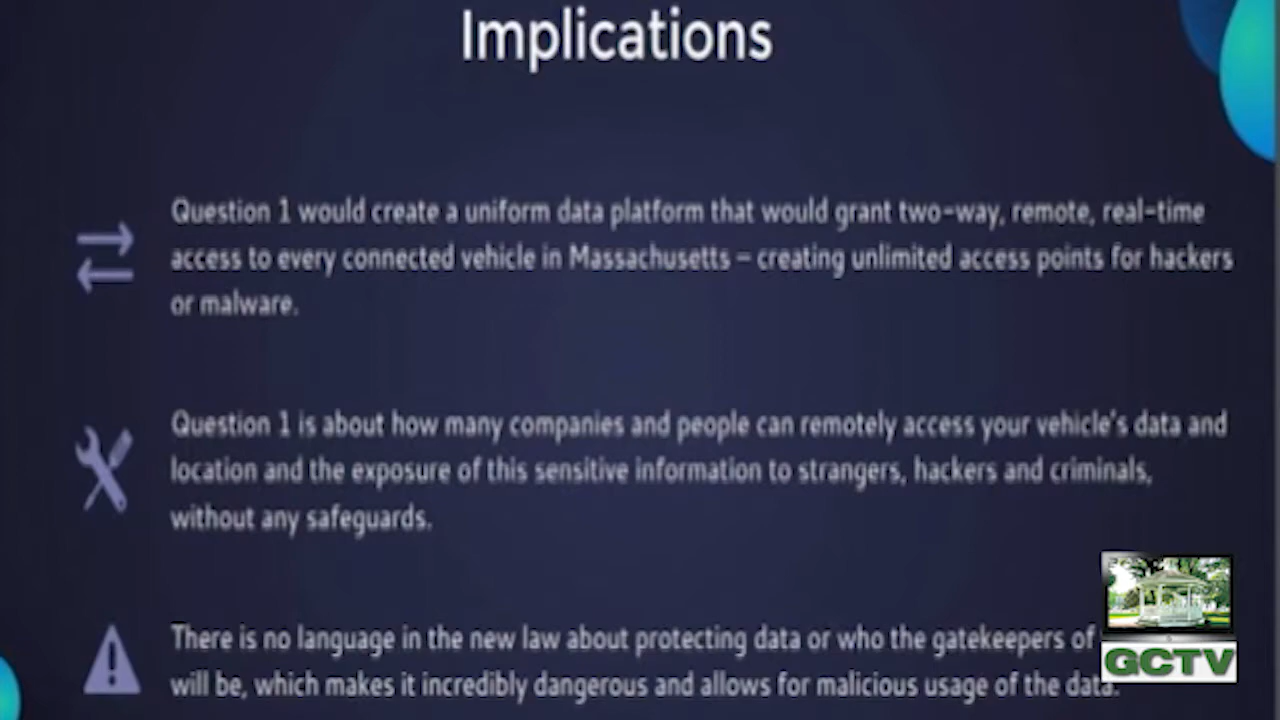 Implications
Question 1 would create a uniform data platform that would grant two-way, remote, real-time
access to every connected vehicle in Massachusetts – creating unlimited access points for hackers
or malware.
Question 1 is about how many companies and people can remotely access your vehicle's data and
location and the exposure of this sensitive information to strangers, hackers and criminals,
without any safeguards.
There is no language in the new law about protecting data or who the gatekeepers of
will be, which makes it incredibly dangerous and allows for malicious usage of the data.
GCTV